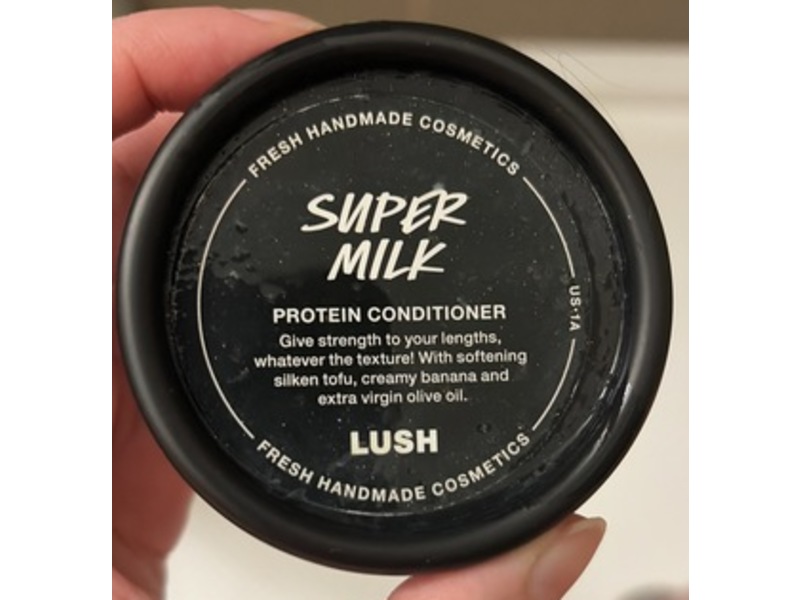 FRESH HANDMADE COSMETICS
SUPER
MILK
PROTEIN CONDITIONER
Give strength to your lengths,
whatever the texture! With softening
silken tofu, creamy banana and
extra virgin olive oil.
LUSH
FRESH HANDMADE COSMETICS
US·1A